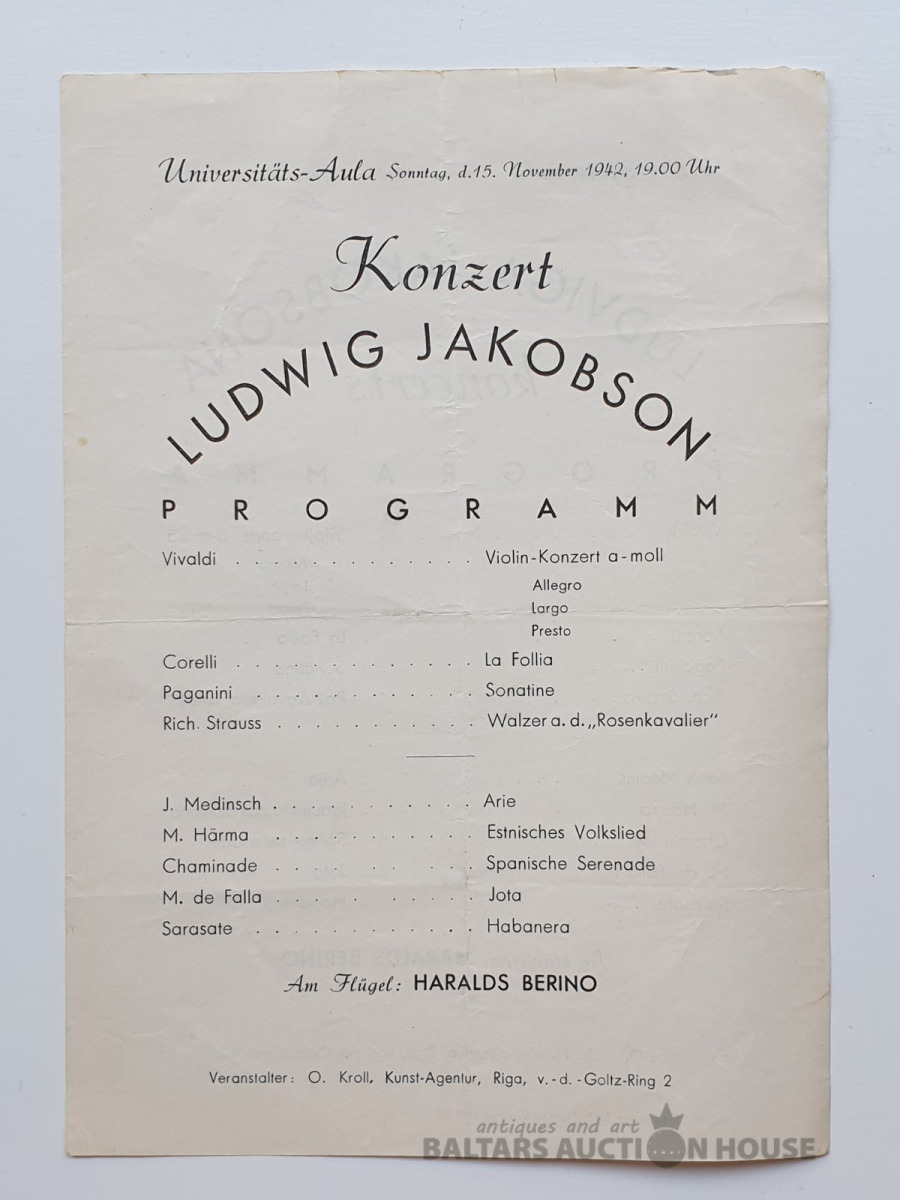 Universitäts-Aula Sonntag, d. 15. November 1942, 19.00 Uhr
Konzert
LUDWIG JAKOBSON
PROGRAMM
Vivaldi . . . . . . . . . . . . . Violin-Konzert a-moll
Allegro
Largo
Presto
Corelli . . . . . . . . . . . . . La Follia
Paganini . . . . . . . . . . . . Sonatine
Rich. Strauss . . . . . . . . . . . Walzer a. d. „Rosenkavalier"
J. Medinsch . . . . . . . . . . . Arie
M. Härma . . . . . . . . . . . Estnisches Volkslied
Chaminade . . . . . . . . . . Spanische Serenade
M. de Falla . . . . . . . . . . Jota
Sarasate . . . . . . . . . . . . Habanera
Am Flügel: HARALDS BERINO
Veranstalter: O. Kroll, Kunst-Agentur, Riga, v.-d.-Goltz-Ring 2
antiques and art
BALTARS AUCTION HOUSE